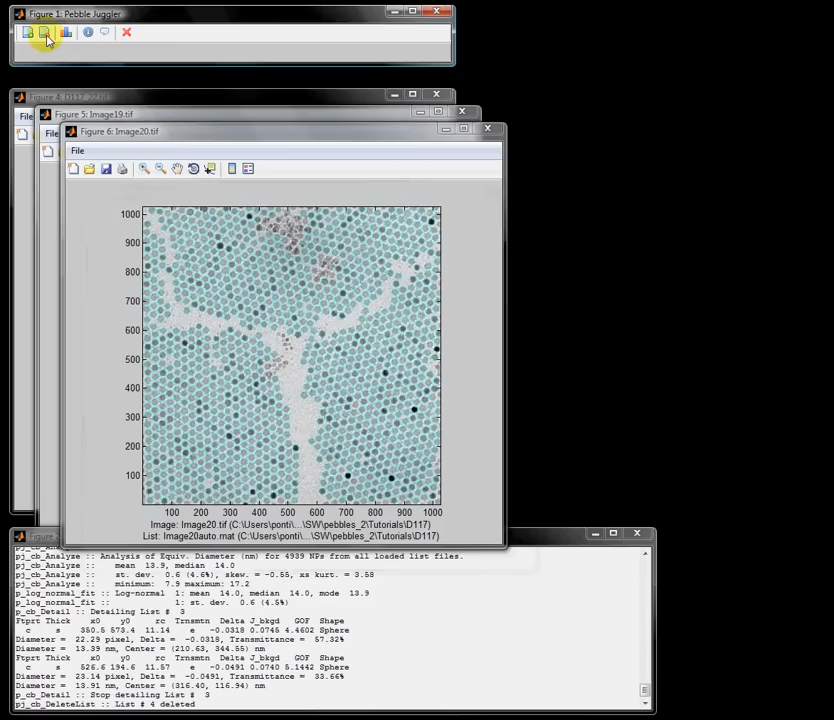 Figure 1: Pebble Juggler
Figure 4: D117_22.tif
File
Figure 5: Image19.tif
File
Figure 6: Image20.tif
File
1000
900
800
700
600
500
400
300
200
100
100 200 300 400 500 600 700 800 900 1000
Image: Image20.tif (C:\Users\ponti\...\SW\pebbles_2\Tutorials\D117)
List: Image20auto.mat (C:\Users\ponti\...\SW\pebbles_2\Tutorials\D117)
Figure
pj_cb_Analyze :: Analysis of Equiv. Diameter (nm) for 4939 NPs from all loaded list files.
pj_cb_Analyze :: mean 13.9, median 14.0
pj_cb_Analyze :: st. dev. 0.6 (4.6%), skew. = -0.55, xs kurt. = 3.58
pj_cb_Analyze :: minimum: 7.9 maximum: 17.2
p_log_normal_fit :: Log-normal 1: mean 14.0, median 14.0, mode 13.9
p_log_normal_fit :: 1: st. dev. 0.6 (4.5%)
p_cb_Detail :: Detailing List # 3
Ftprt Thick x0 y0 rc Trnsmtn Delta J_bkgd GOF Shape
c s 350.5 573.4 11.14 e -0.0318 0.0745 4.4602 Sphere
Diameter = 22.29 pixel, Delta = -0.0318, Transmittance = 57.32%
Diameter = 13.39 nm, Center = (210.63, 344.55) nm
Ftprt Thick x0 y0 rc Trnsmtn Delta J_bkgd GOF Shape
c s 526.6 194.6 11.57 e -0.0491 0.0740 5.1442 Sphere
Diameter = 23.14 pixel, Delta = -0.0491, Transmittance = 33.66%
Diameter = 13.91 nm, Center = (316.40, 116.94) nm
p_cb_Detail :: Stop detailing List # 3
pj_cb_DeleteList :: List # 4 deleted